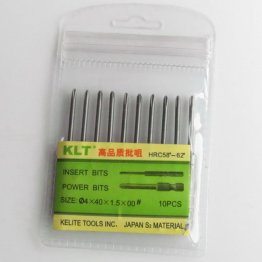 KLT® 高品质批咀 HRC58°-62°
INSERT BITS
POWER BITS
SIZE: Ø4×40×1.5×00# 10PCS
KELITE TOOLS INC. JAPAN S2 MATERIAL